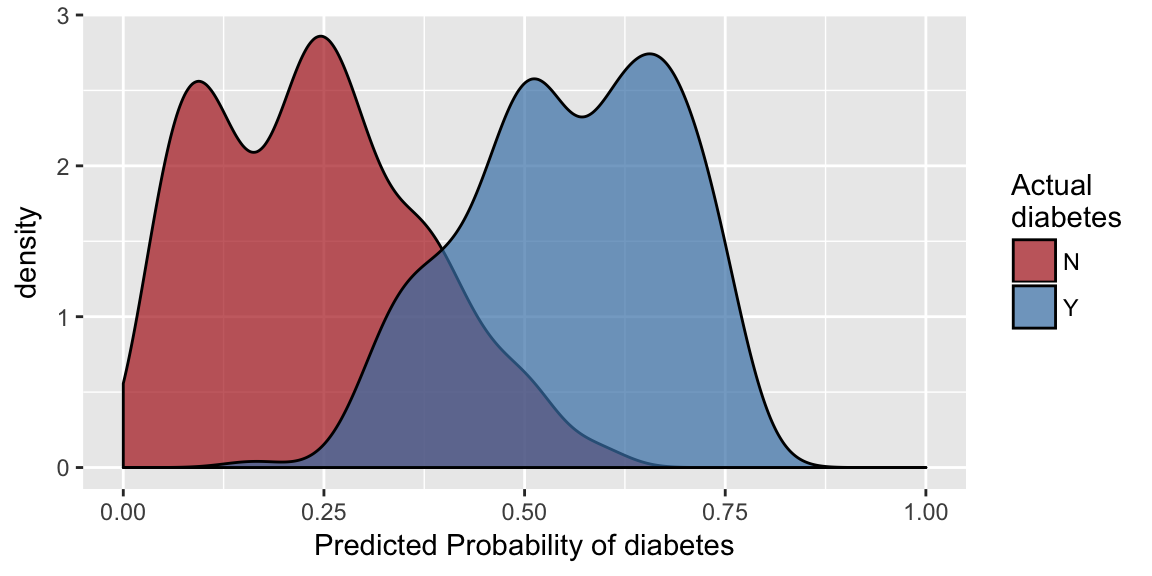 3
2
1
0
density
0.00 0.25 0.50 0.75 1.00
Predicted Probability of diabetes
Actual
diabetes
N
Y